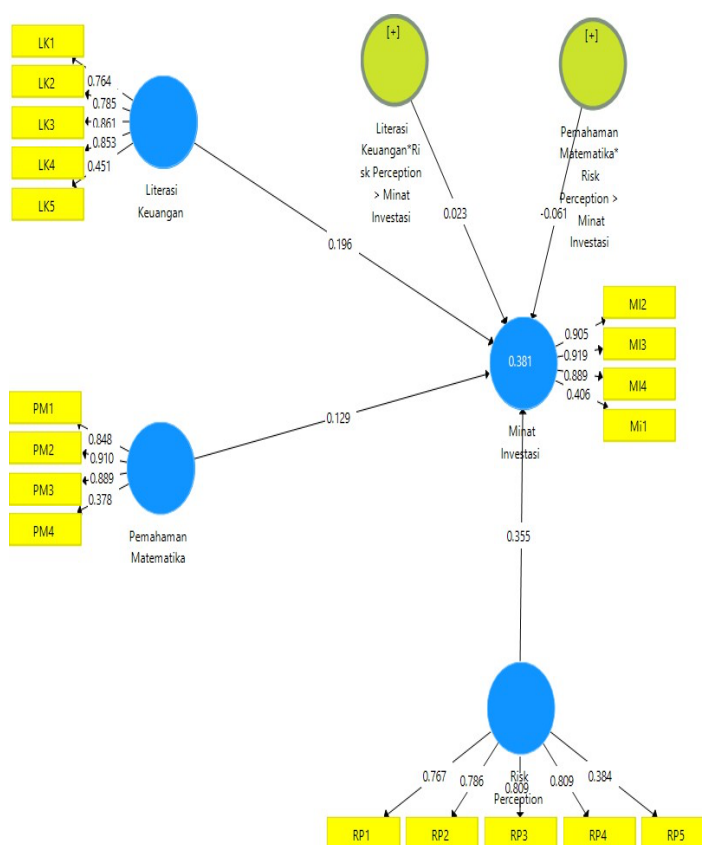 LK1
LK2
LK3
LK4
LK5
0.764
0.785
0.861
0.853
0.451
Literasi
Keuangan
[+]
Literasi
Keuangan*Ri
sk Perception
> Minat
Investasi
[+]
Pemahaman
Matematika*
Risk
Perception >
Minat
Investasi
0.023
-0.061
0.196
0.381
Minat
Investasi
0.905
0.919
0.889
0.406
MI2
MI3
MI4
Mi1
PM1
PM2
PM3
PM4
0.848
0.910
0.889
0.378
Pemahaman
Matematika
0.129
0.355
Risk
Perception
0.767
0.786
0.809
0.809
0.384
RP1
RP2
RP3
RP4
RP5